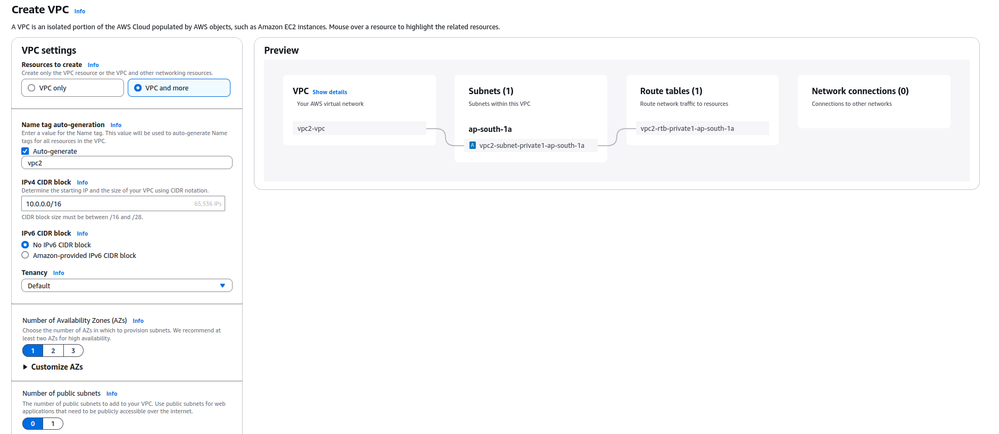 Create VPC Info
A VPC is an isolated portion of the AWS Cloud populated by AWS objects, such as Amazon EC2 instances. Mouse over a resource to highlight the related resources.
VPC settings
Resources to create Info
Create only the VPC resource or the VPC and other networking resources.
VPC only
VPC and more
Name tag auto-generation Info
Enter a value for the Name tag. This value will be used to auto-generate Name
tags for all resources in the VPC.
Auto-generate
vpc2
IPv4 CIDR block Info
Determine the starting IP and the size of your VPC using CIDR notation.
10.0.0.0/16 65,536 IPs
CIDR block size must be between /16 and /28.
IPv6 CIDR block Info
No IPv6 CIDR block
Amazon-provided IPv6 CIDR block
Tenancy Info
Default
Number of Availability Zones (AZs) Info
Choose the number of AZs in which to provision subnets. We recommend at
least two AZs for high availability.
1 2 3
Customize AZs
Number of public subnets Info
The number of public subnets to add to your VPC. Use public subnets for web
applications that need to be publicly accessible over the internet.
0 1
Preview
VPC Show details
Your AWS virtual network
vpc2-vpc
Subnets (1)
Subnets within this VPC
ap-south-1a
A vpc2-subnet-private1-ap-south-1a
Route tables (1)
Route network traffic to resources
vpc2-rtb-private1-ap-south-1a
Network connections (0)
Connections to other networks